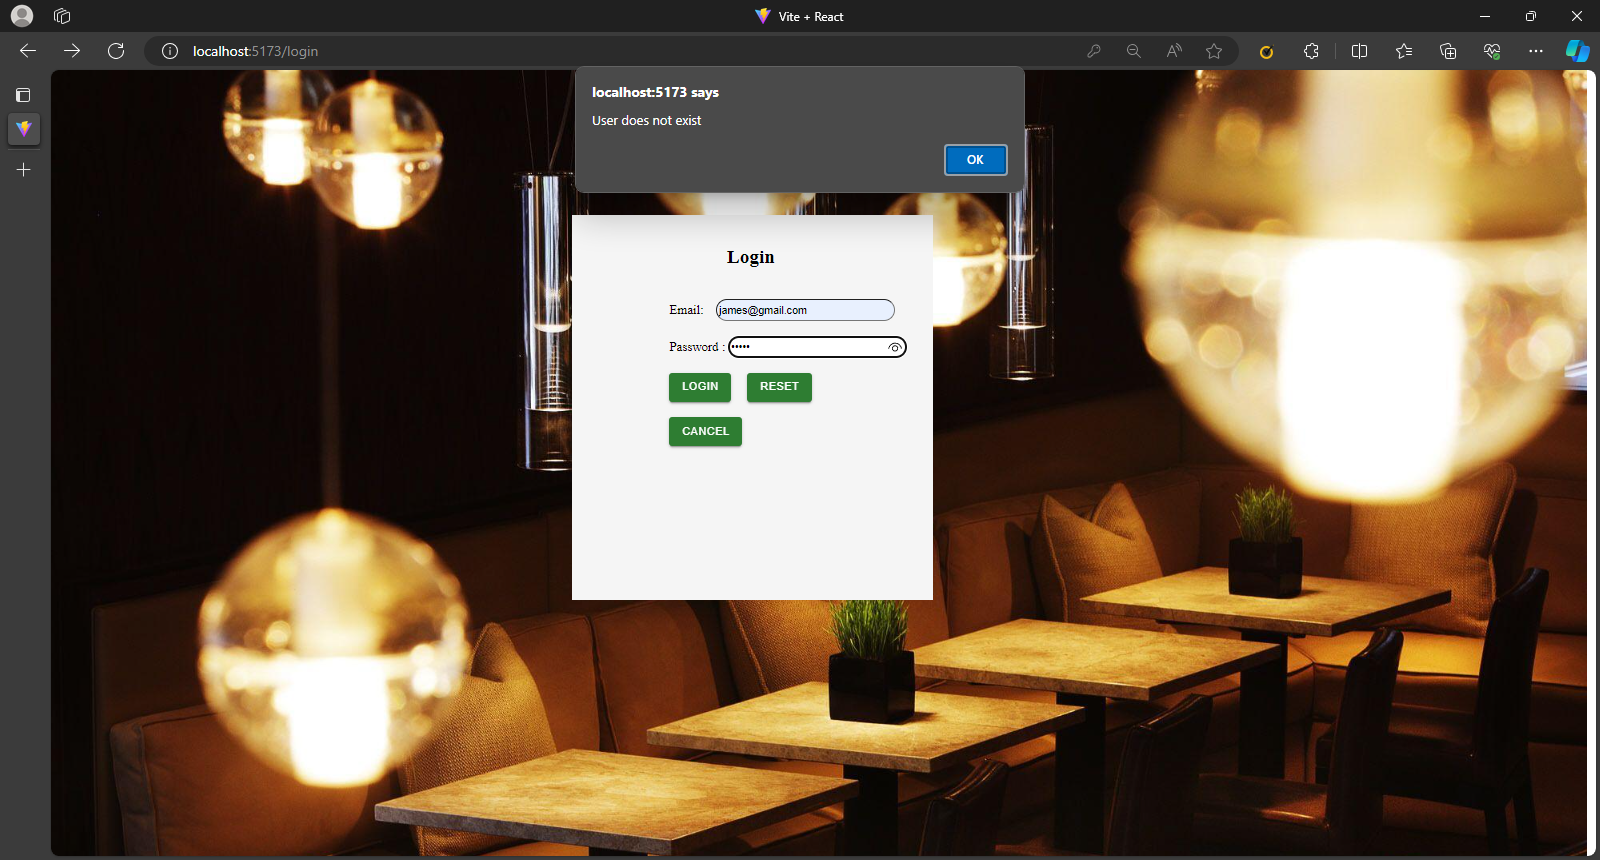 Vite + React
localhost:5173/login
localhost:5173 says
User does not exist
OK
Login
Email: james@gmail.com
Password : •••••
LOGIN RESET
CANCEL